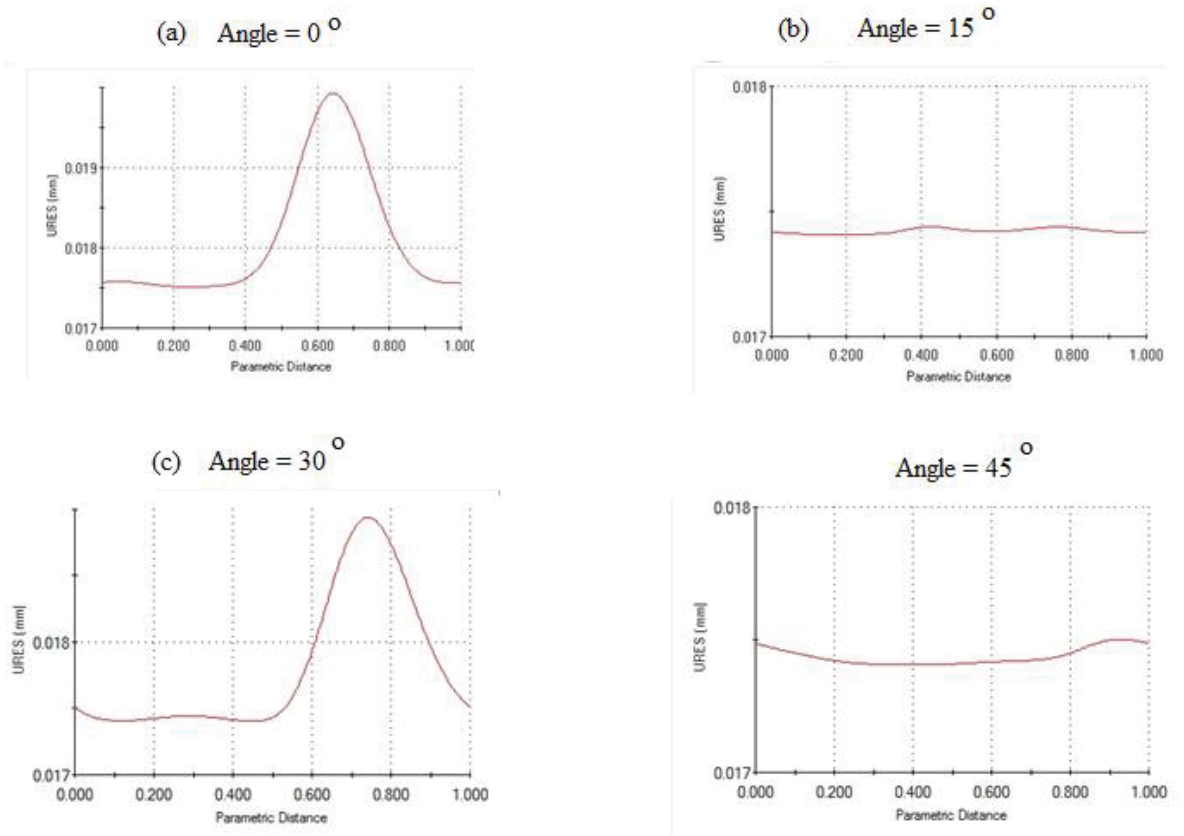 (a) Angle = 0 o
(b) Angle = 15 o
0.019
0.018
0.017
URES (mm)
0.000 0.200 0.400 0.600 0.800 1.000
Parametric Distance
0.018
0.017
URES (mm)
0.000 0.200 0.400 0.600 0.800 1.000
Parametric Distance
(c) Angle = 30 o
Angle = 45 o
0.018
0.017
URES (mm)
0.000 0.200 0.400 0.600 0.800 1.000
Parametric Distance
0.018
0.017
URES (mm)
0.000 0.200 0.400 0.600 0.800 1.000
Parametric Distance